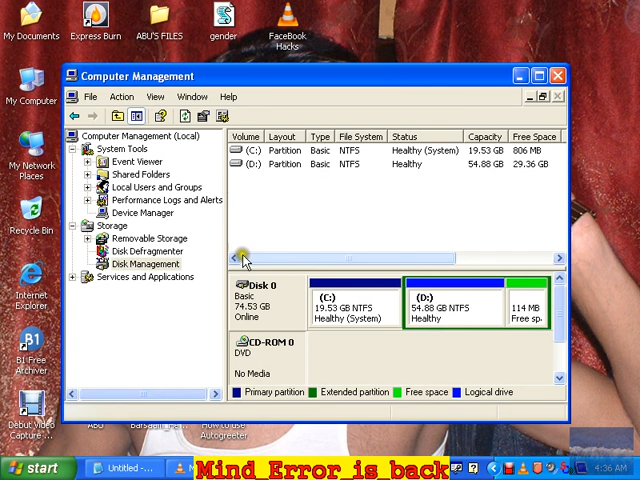 My Documents
Express Burn
ABU'S FILES
gender
FaceBook
Hacks
My Computer
My Network
Places
Recycle Bin
Internet
Explorer
B1 Free
Archiver
Debut Video
Capture ...
Computer Management
File Action View Window Help
Computer Management (Local)
System Tools
Event Viewer
Shared Folders
Local Users and Groups
Performance Logs and Alerts
Device Manager
Storage
Removable Storage
Disk Defragmenter
Disk Management
Services and Applications
Volume Layout Type File System Status Capacity Free Space
(C:) Partition Basic NTFS Healthy (System) 19.53 GB 806 MB
(D:) Partition Basic NTFS Healthy 54.88 GB 29.36 GB
Disk 0
Basic
74.53 GB
Online
(C:)
19.53 GB NTFS
Healthy (System)
(D:)
54.88 GB NTFS
Healthy
114 MB
Free sp
CD-ROM 0
DVD
No Media
Primary partition Extended partition Free space Logical drive
ABU
How to use
Autogreeter
start
Untitled -...
Mind_Error_is_back
4:36 AM